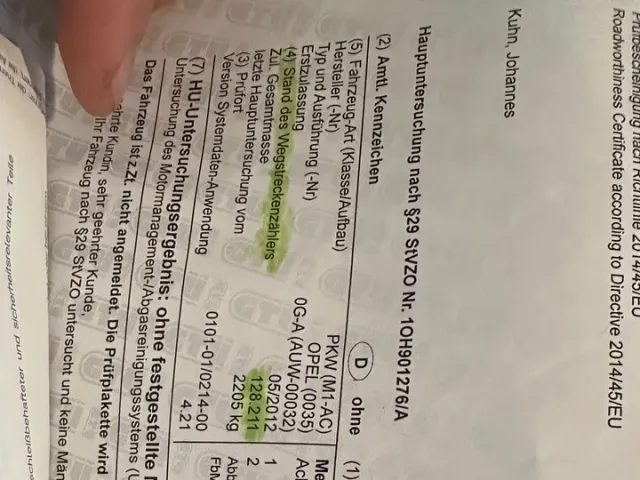 Prüfbescheinigung nach Richtlinie 2014/45/EU
Roadworthiness Certificate according to Directive 2014/45/EU
Kuhn, Johannes
Hauptuntersuchung nach §29 StVZO Nr. 1OH901276/A
(2) Amtl. Kennzeichen D ohne (1)
(5) Fahrzeug-Art (Klasse/Aufbau) PKW (M1-AC)
Hersteller (-Nr) OPEL (0035)
Typ und Ausführung (-Nr) 0G-A (AUW-00032)
Erstzulassung 05/2012 1
(4) Stand des Wegstreckenzählers 128.211 2
Zul. Gesamtmasse 2205 kg
letzte Hauptuntersuchung vom
(3) Prüfort
Version Systemdaten-Anwendung 0101-01/0214-00 4.21
(7) HU-Untersuchungsergebnis: ohne festgestellte
Untersuchung des Motormanagement-/Abgasreinigungssystems
Das Fahrzeug ist z.Zt. nicht angemeldet. Die Prüfplakette wird
Kundin, sehr geehrter Kunde,
Ihr Fahrzeug nach §29 StVZO untersucht und keine